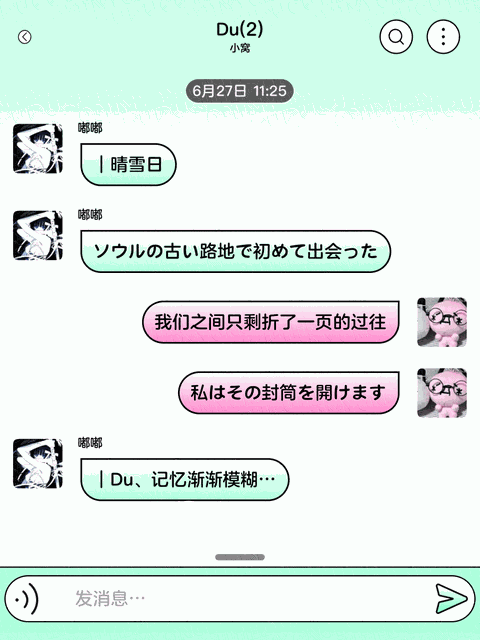 Du(2)
小窝
6月27日 11:25
嘟嘟
｜晴雪日
嘟嘟
ソウルの古い路地で初めて出会った
我们之间只剩折了一页的过往
私はその封筒を開けます
嘟嘟
｜Du、记忆渐渐模糊…
发消息…